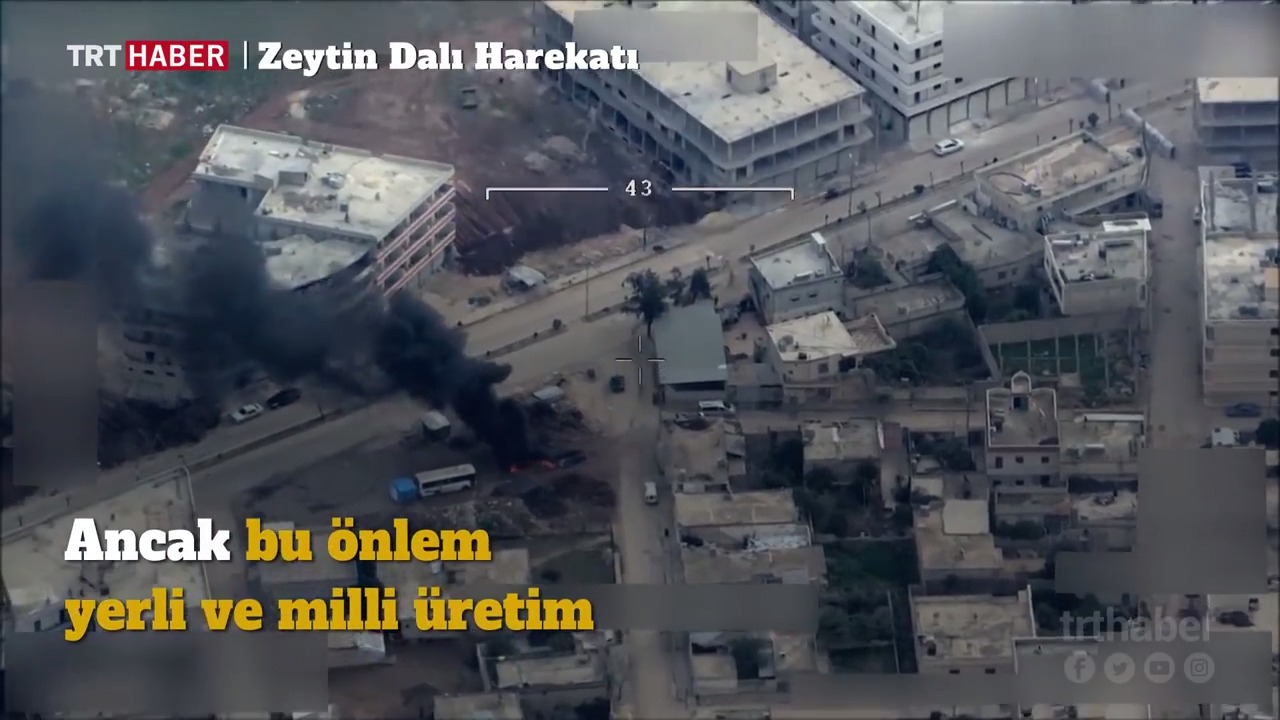 TRT HABER | Zeytin Dalı Harekatı
43
Ancak bu önlem
yerli ve milli üretim
trthaber